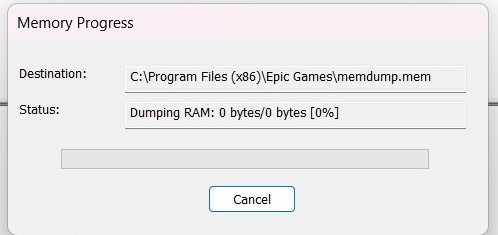 Memory Progress
Destination: C:\Program Files (x86)\Epic Games\memdump.mem
Status: Dumping RAM: 0 bytes/0 bytes [0%]
Cancel